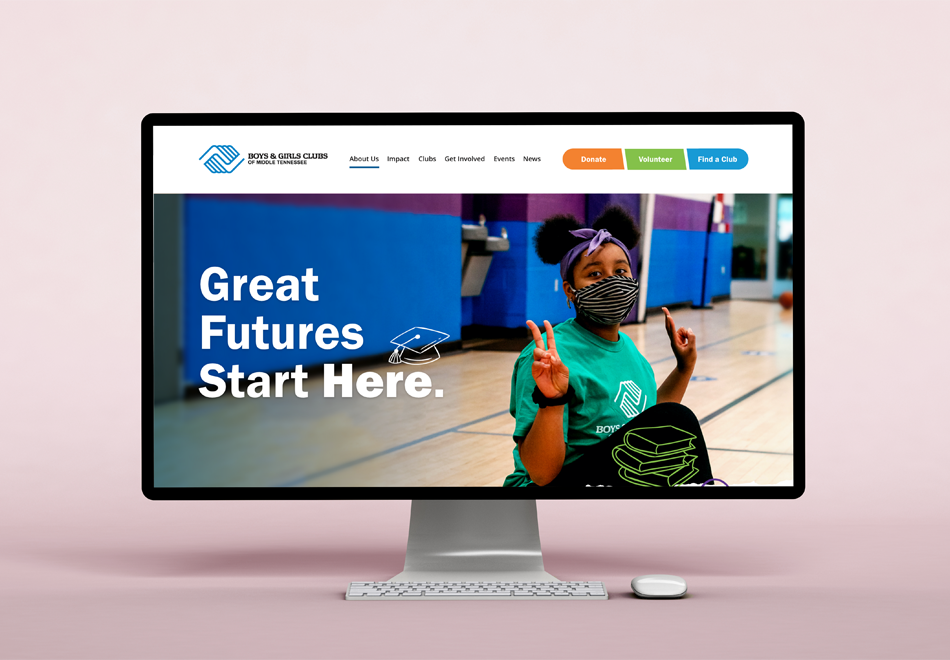 BOYS & GIRLS CLUBS
OF MIDDLE TENNESSEE
About Us Impact Clubs Get Involved Events News
Donate Volunteer Find a Club
Great
Futures
Start Here.
BOYS